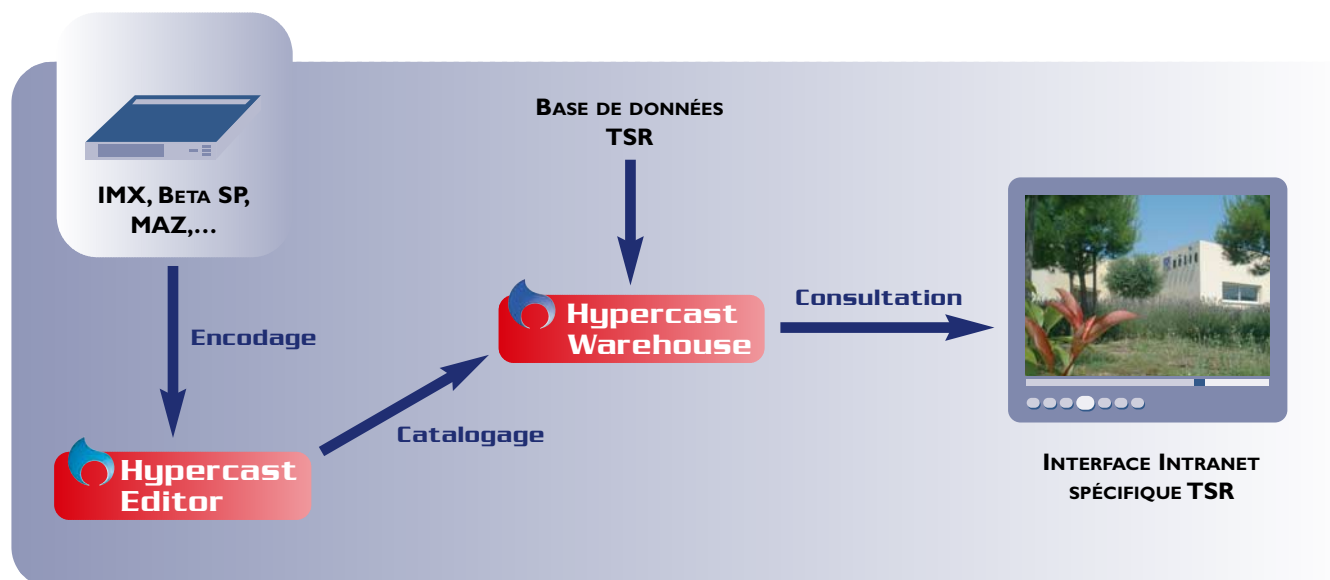 IMX, BETA SP,
MAZ,...
BASE DE DONNÉES
TSR
Encodage
Hypercast
Editor
Catalogage
Hypercast
Warehouse
Consultation
INTERFACE INTRANET
SPÉCIFIQUE TSR